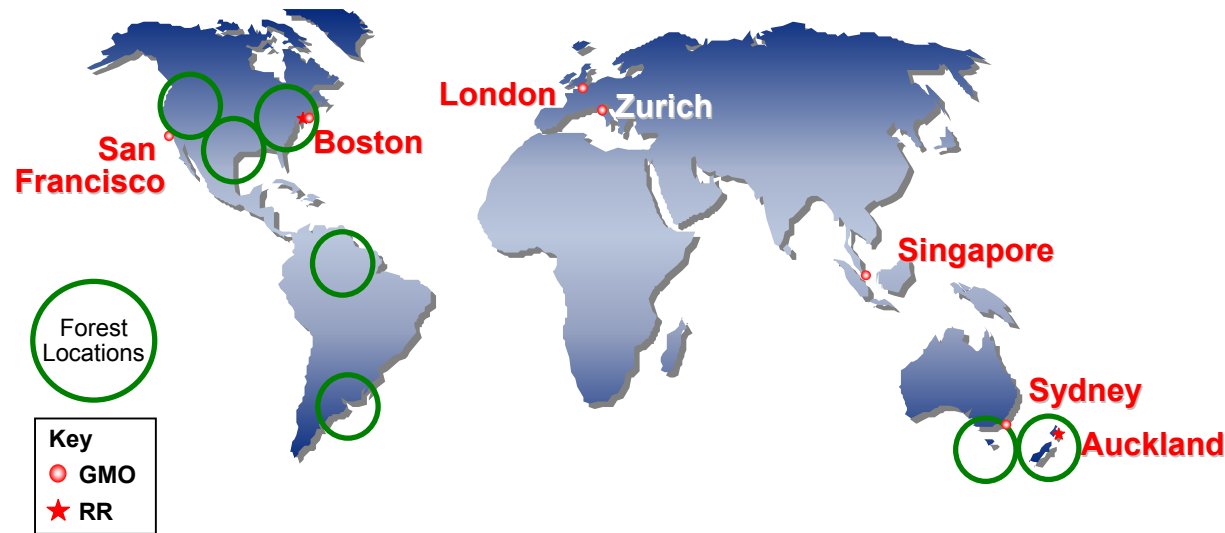 London
Zurich
Boston
San
Francisco
Singapore
Forest
Locations
Sydney
Auckland
Key
GMO
RR